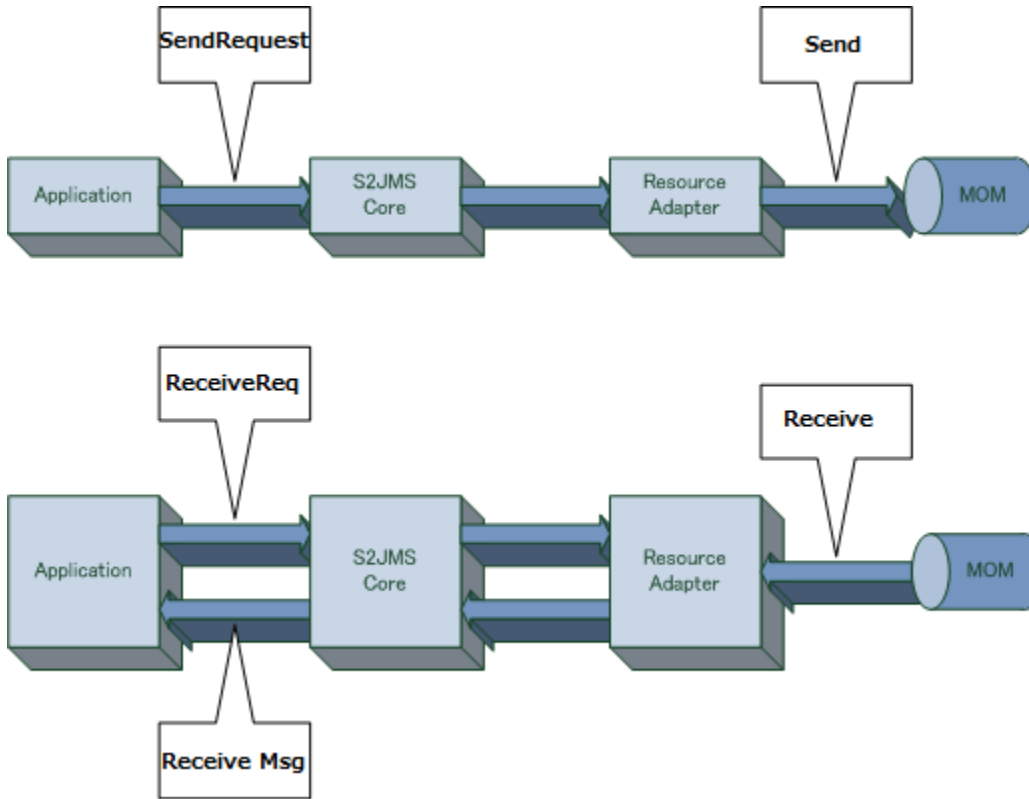 SendRequest
Send
Application
S2JMS
Core
Resource
Adapter
MOM
ReceiveReq
Receive
Application
S2JMS
Core
Resource
Adapter
MOM
Receive Msg